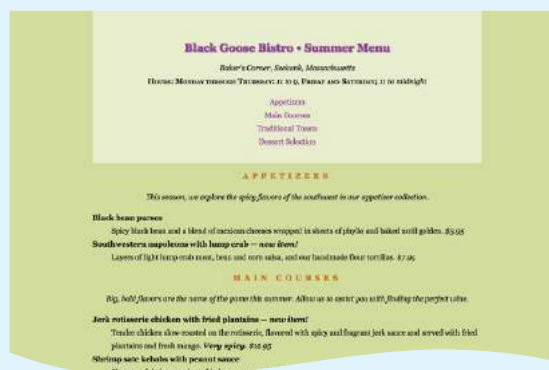 Black Goose Bistro • Summer Menu
Baker's Corner, Seekonk, Massachusetts
Hours: Monday through Thursday: 11 to 9, Friday and Saturday; 11 to midnight
Appetizers
Main Courses
Traditional Toasts
Dessert Selection
APPETIZERS
This season, we explore the spicy flavors of the southwest in our appetizer collection.
Black bean purses
Spicy black bean and a blend of mexican cheeses wrapped in sheets of phyllo and baked until golden. $3.95
Southwestern napoleons with lump crab — new item!
Layers of light lump crab meat, bean and corn salsa, and our handmade flour tortillas. $7.95
MAIN COURSES
Big, bold flavors are the name of the game this summer. Allow us to assist you with finding the perfect wine.
Jerk rotisserie chicken with fried plantains — new item!
Tender chicken slow-roasted on the rotisserie, flavored with spicy and fragrant jerk sauce and served with fried
plantains and fresh mango. Very spicy. $12.95
Shrimp sate kebabs with peanut sauce